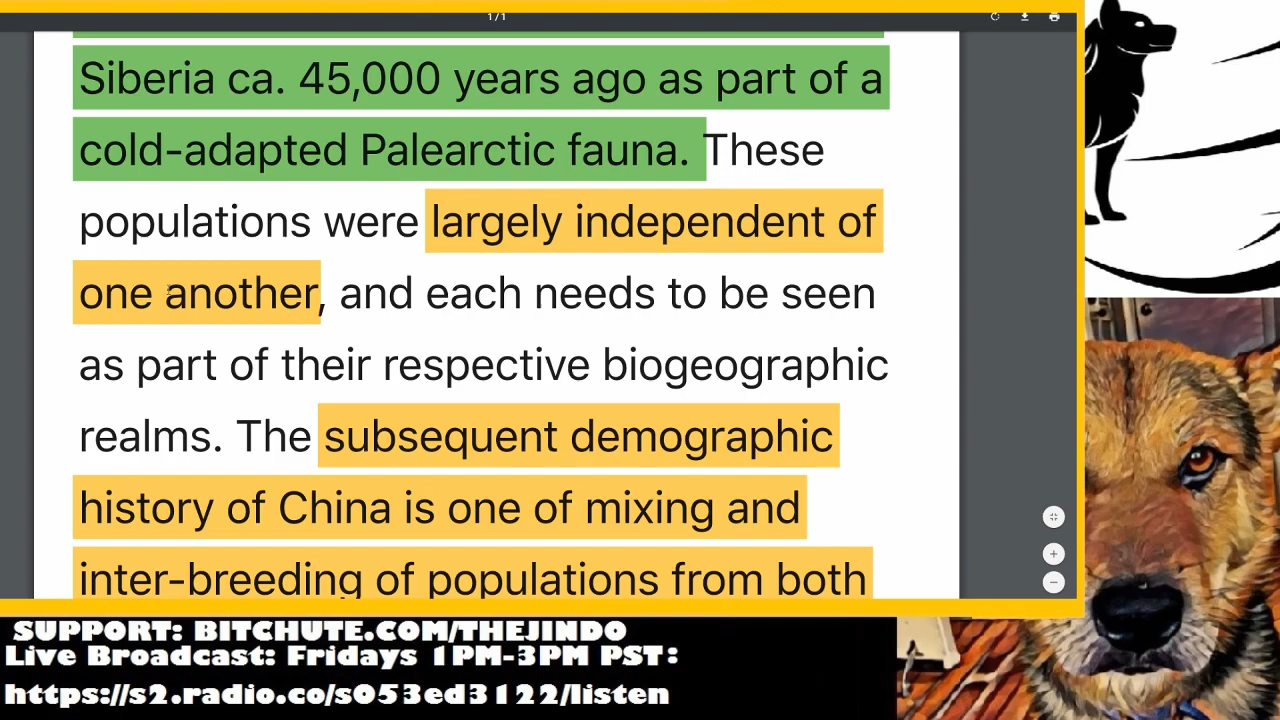 1/1
Siberia ca. 45,000 years ago as part of a
cold-adapted Palearctic fauna. These
populations were largely independent of
one another, and each needs to be seen
as part of their respective biogeographic
realms. The subsequent demographic
history of China is one of mixing and
inter-breeding of populations from both
SUPPORT: BITCHUTE.COM/THEJINDO
Live Broadcast: Fridays 1PM-3PM PST:
https://s2.radio.co/s053ed3122/listen